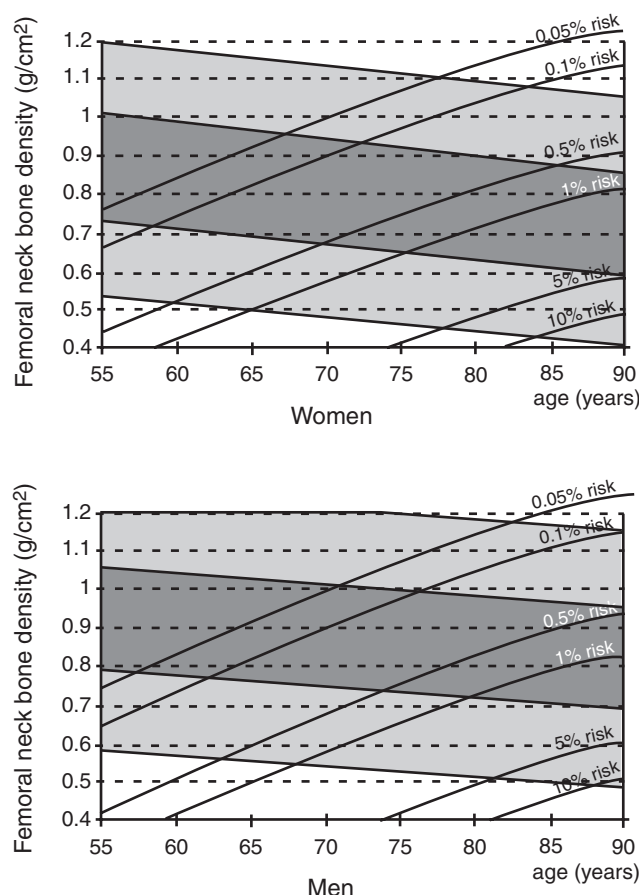 Femoral neck bone density (g/cm²)
1.2
1.1
1
0.9
0.8
0.7
0.6
0.5
0.4
0.05% risk
0.1% risk
0.5% risk
1% risk
5% risk
10% risk
55 60 65 70 75 80 85 90
age (years)
Women
Femoral neck bone density (g/cm²)
1.2
1.1
1
0.9
0.8
0.7
0.6
0.5
0.4
0.05% risk
0.1% risk
0.5% risk
1% risk
5% risk
10% risk
55 60 65 70 75 80 85 90
age (years)
Men